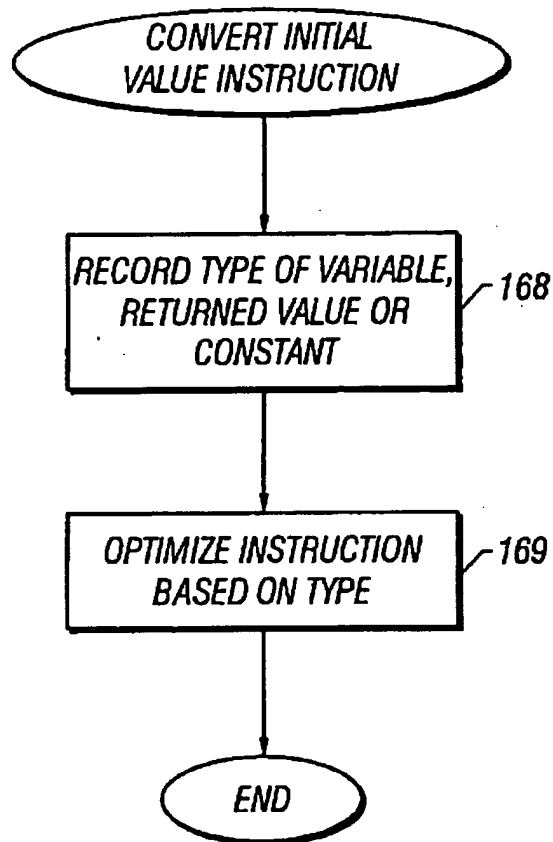 CONVERT INITIAL
VALUE INSTRUCTION
RECORD TYPE OF VARIABLE,
RETURNED VALUE OR
CONSTANT
168
OPTIMIZE INSTRUCTION
BASED ON TYPE
169
END